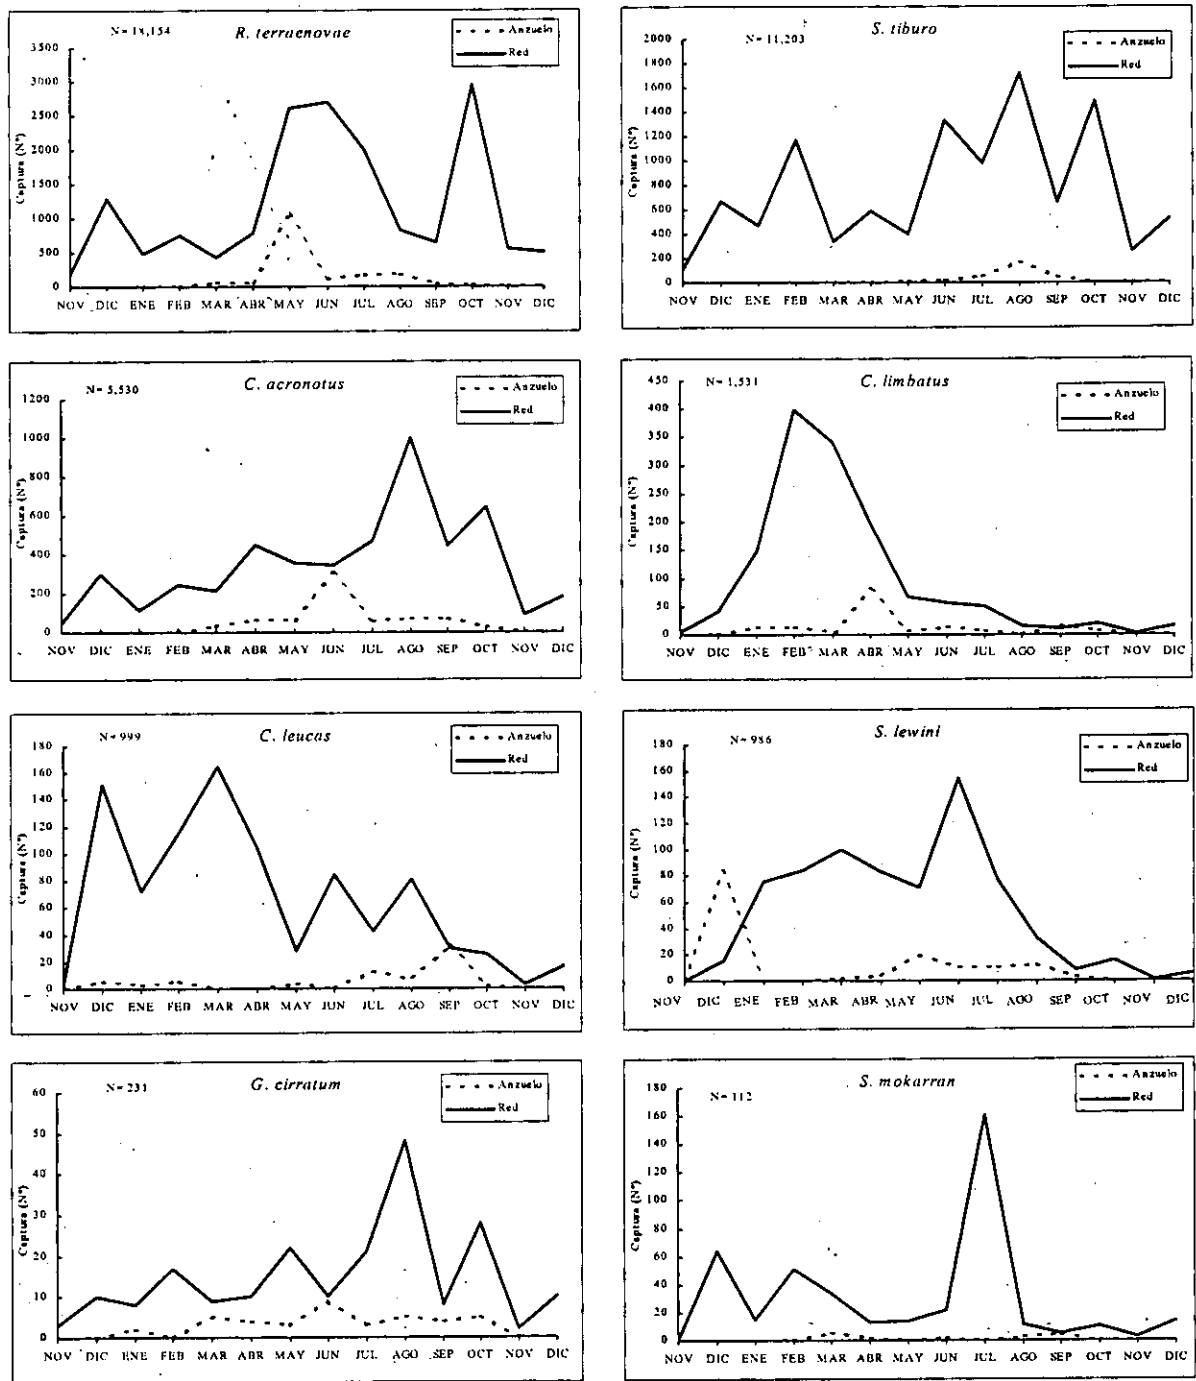 N= 18,154 R. terraenovae
Anzuelo
Red
Captura (N°)
3500
3000
2500
2000
1500
1000
500
0
NOV DIC ENE FEB MAR ABR MAY JUN JUL AGO SEP OCT NOV DIC
N= 11,203 S. tiburo
Anzuelo
Red
Captura (N°)
2000
1800
1600
1400
1200
1000
800
600
400
200
0
NOV DIC ENE FEB MAR ABR MAY JUN JUL AGO SEP OCT NOV DIC
N= 5,530 C. acronotus
Anzuelo
Red
Captura (N°)
1200
1000
800
600
400
200
0
NOV DIC ENE FEB MAR ABR MAY JUN JUL AGO SEP OCT NOV DIC
N= 1,531 C. limbatus
Anzuelo
Red
Captura (N°)
450
400
350
300
250
200
150
100
50
0
NOV DIC ENE FEB MAR ABR MAY JUN JUL AGO SEP OCT NOV DIC
N= 999 C. leucas
Anzuelo
Red
Captura (N°)
180
160
140
120
100
80
60
40
20
0
NOV DIC ENE FEB MAR ABR MAY JUN JUL AGO SEP OCT NOV DIC
N= 986 S. lewini
Anzuelo
Red
Captura (N°)
180
160
140
120
100
80
60
40
20
0
NOV DIC ENE FEB MAR ABR MAY JUN JUL AGO SEP OCT NOV DIC
N= 231 G. cirratum
Anzuelo
Red
Captura (N°)
60
50
40
30
20
10
0
NOV DIC ENE FEB MAR ABR MAY JUN JUL AGO SEP OCT NOV DIC
N= 112 S. mokarran
Anzuelo
Red
Captura (N°)
180
160
140
120
100
80
60
40
20
0
NOV DIC ENE FEB MAR ABR MAY JUN JUL AGO SEP OCT NOV DIC